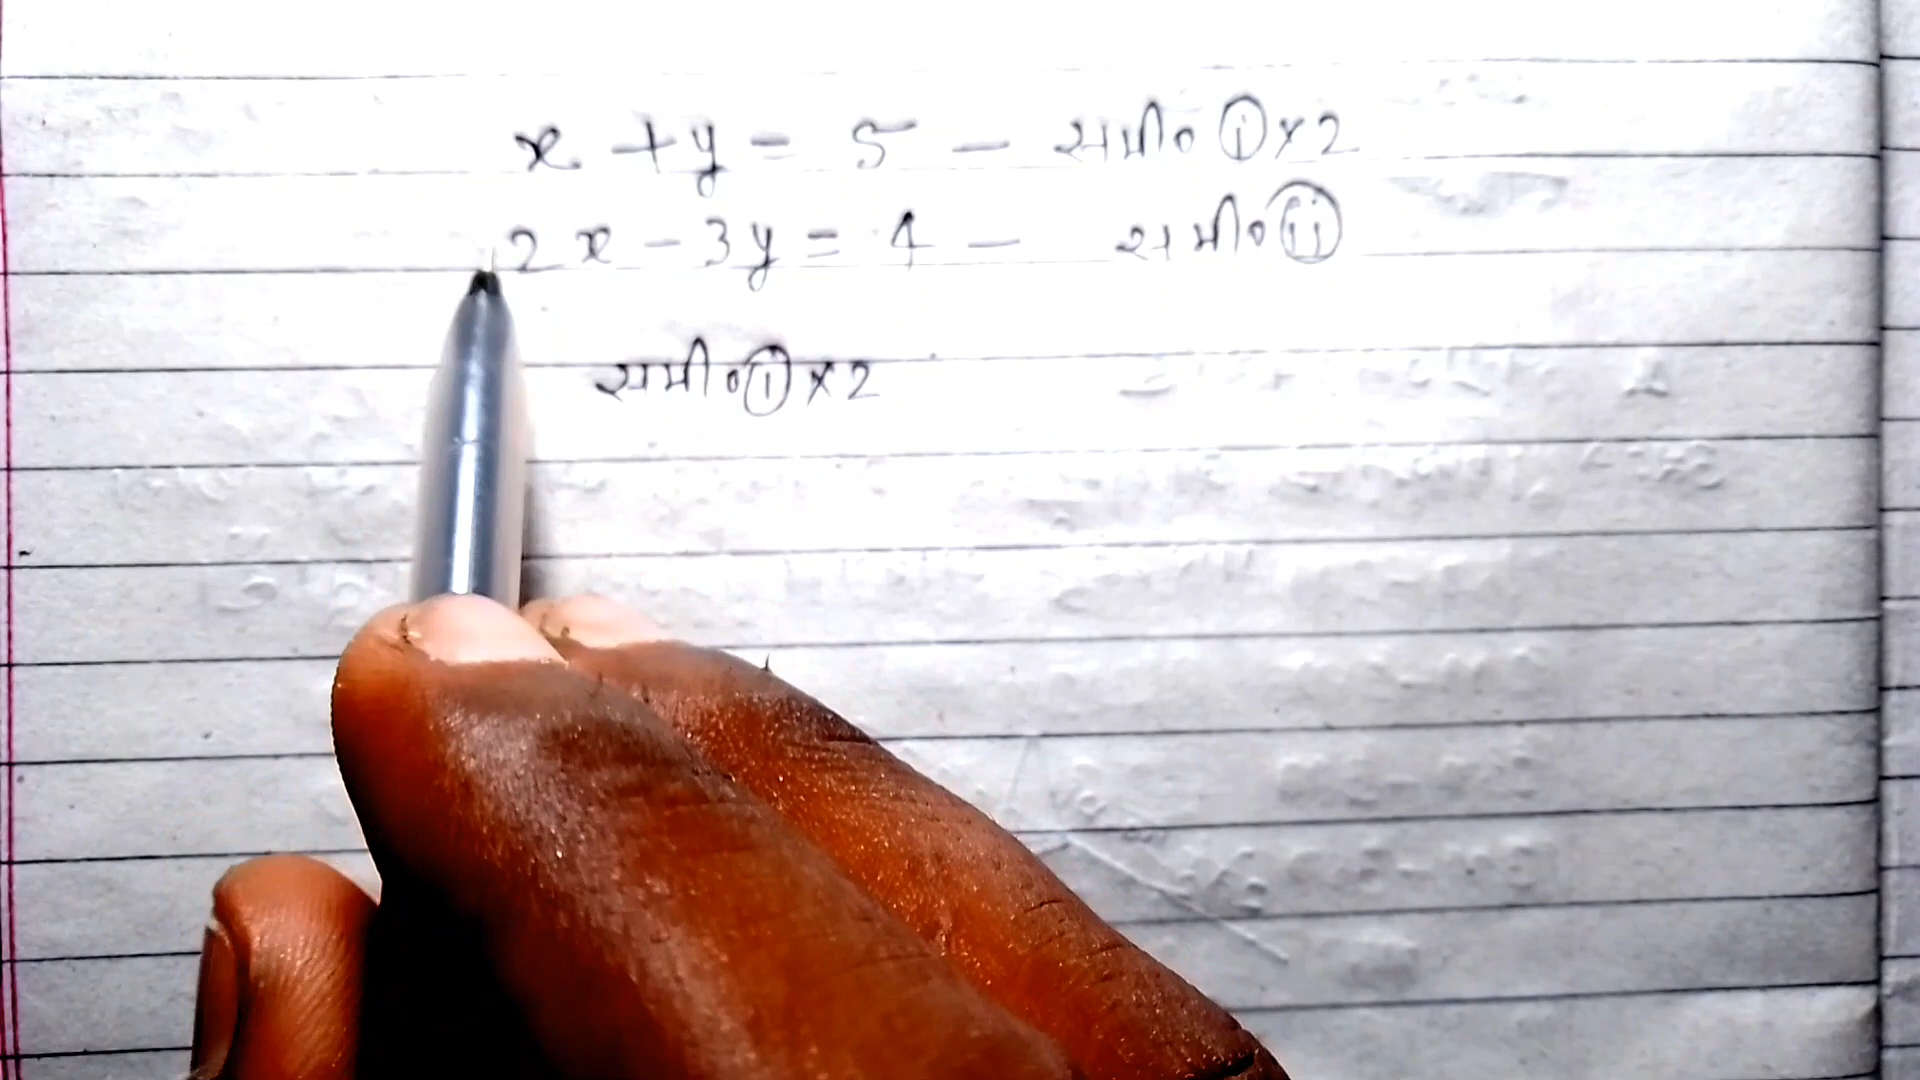 x + y = 5 — समी० (i) × 2
2x - 3y = 4 — समी० (ii)
समी० (i) × 2